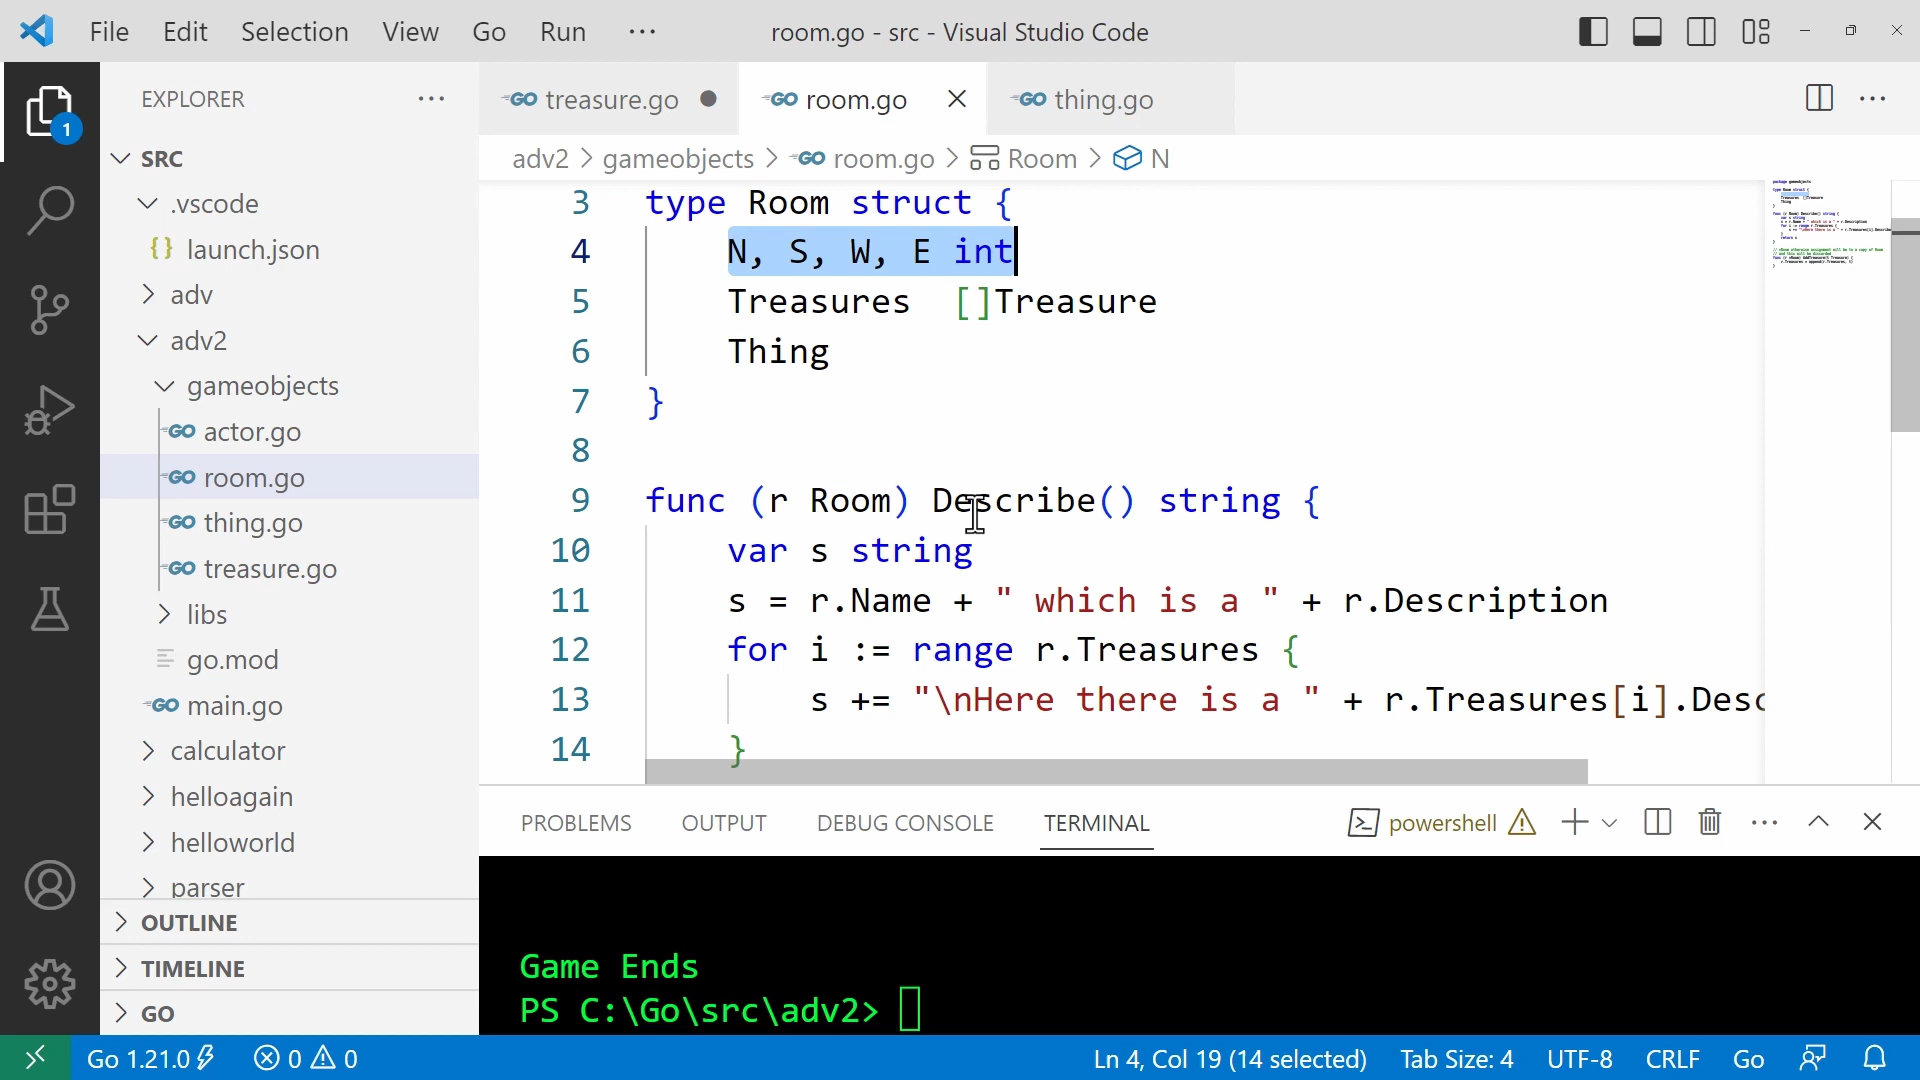 File Edit Selection View Go Run ··· room.go - src - Visual Studio Code
EXPLORER ···
1
SRC
.vscode
{} launch.json
adv
adv2
gameobjects
GO actor.go
GO room.go
GO thing.go
GO treasure.go
libs
go.mod
GO main.go
calculator
helloagain
helloworld
parser
OUTLINE
TIMELINE
GO
GO treasure.go GO room.go GO thing.go ···
adv2 > gameobjects > GO room.go > Room > N
3 type Room struct {
4 N, S, W, E int
5 Treasures []Treasure
6 Thing
7 }
8
9 func (r Room) Describe() string {
10 var s string
11 s = r.Name + " which is a " + r.Description
12 for i := range r.Treasures {
13 s += "\nHere there is a " + r.Treasures[i].Desc
14 }
PROBLEMS OUTPUT DEBUG CONSOLE TERMINAL powershell ···
Game Ends
PS C:\Go\src\adv2>
Go 1.21.0 0 0 Ln 4, Col 19 (14 selected) Tab Size: 4 UTF-8 CRLF Go